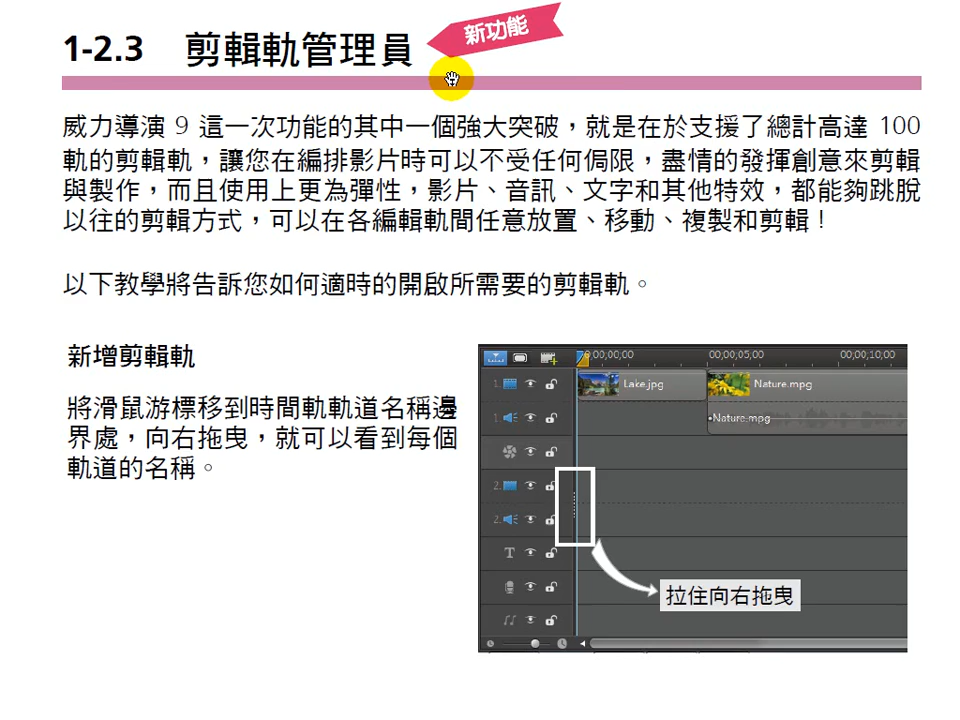 1-2.3 剪輯軌管理員 新功能
威力導演 9 這一次功能的其中一個強大突破，就是在於支援了總計高達 100
軌的剪輯軌，讓您在編排影片時可以不受任何侷限，盡情的發揮創意來剪輯
與製作，而且使用上更為彈性，影片、音訊、文字和其他特效，都能夠跳脫
以往的剪輯方式，可以在各編輯軌間任意放置、移動、複製和剪輯！
以下教學將告訴您如何適時的開啟所需要的剪輯軌。
新增剪輯軌
將滑鼠游標移到時間軌軌道名稱邊
界處，向右拖曳，就可以看到每個
軌道的名稱。
00;00;00 00;00;05;00 00;00;10;00
1. Lake.jpg Nature.mpg
1. Nature.mpg
2.
2.
T
拉住向右拖曳